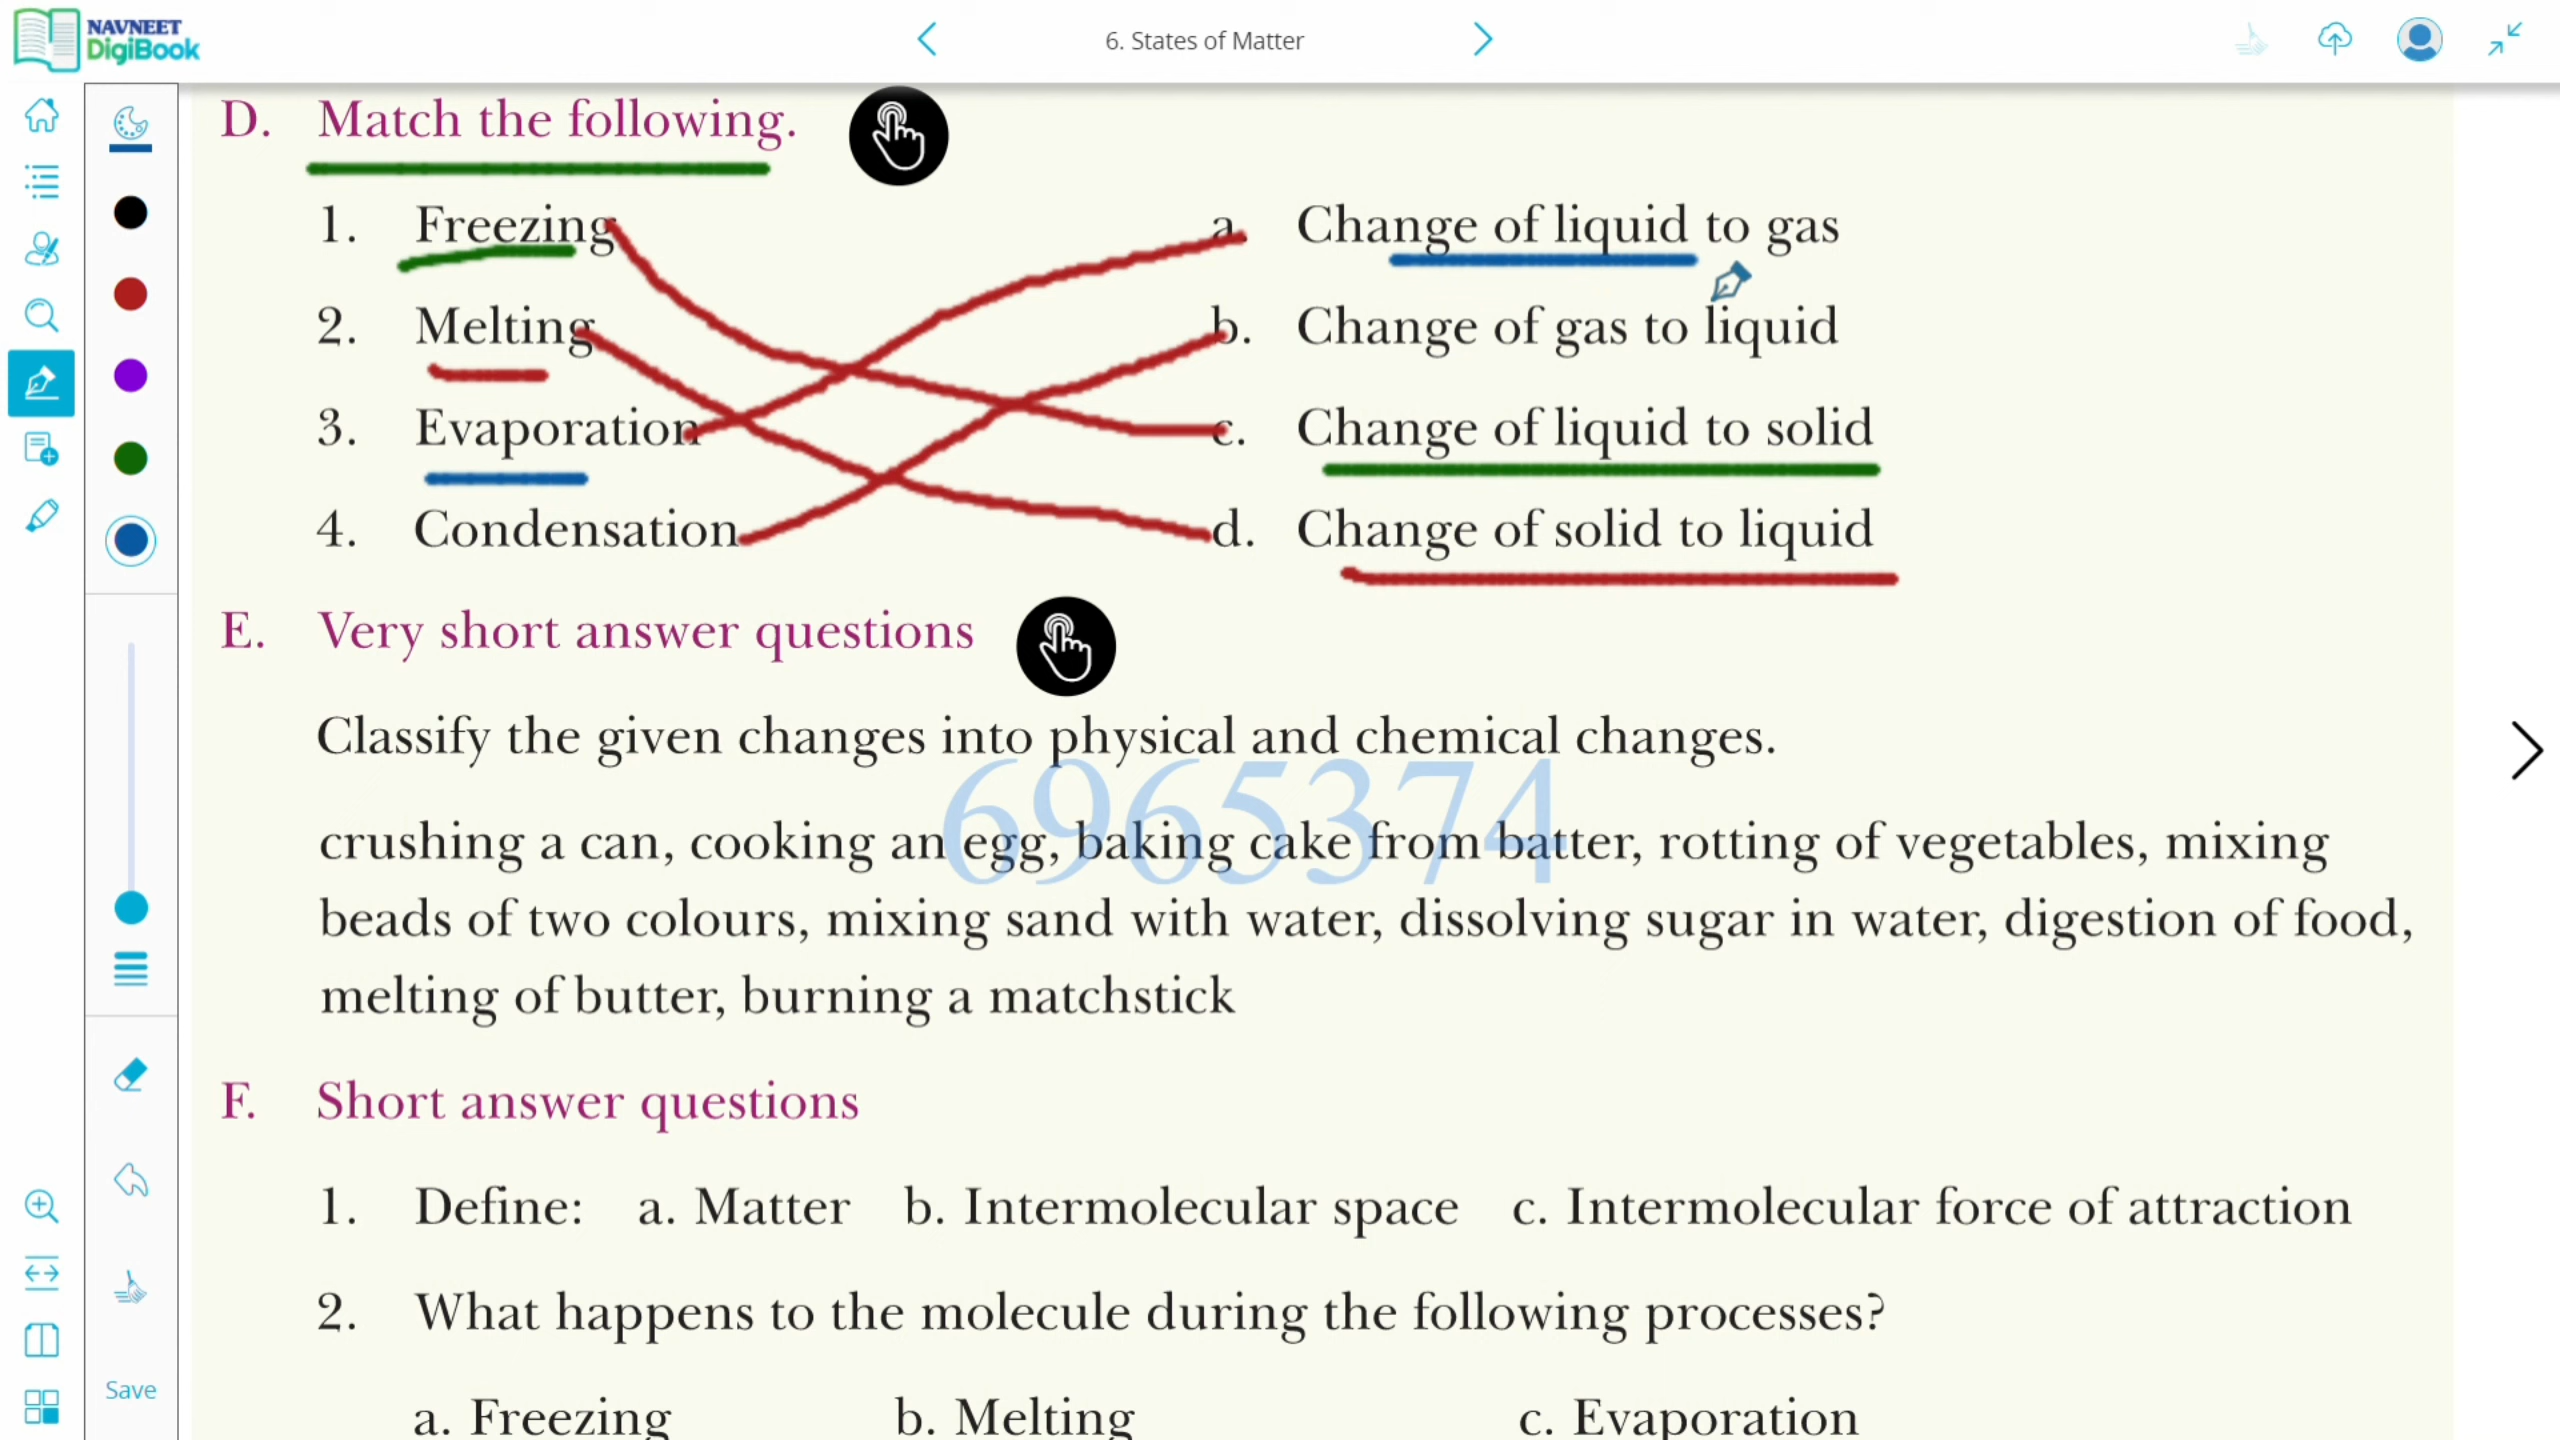 NAVNEET
DigiBook
6. States of Matter
D. Match the following.
1. Freezing a. Change of liquid to gas
2. Melting b. Change of gas to liquid
3. Evaporation c. Change of liquid to solid
4. Condensation d. Change of solid to liquid
E. Very short answer questions
Classify the given changes into physical and chemical changes.
6965374
crushing a can, cooking an egg, baking cake from batter, rotting of vegetables, mixing
beads of two colours, mixing sand with water, dissolving sugar in water, digestion of food,
melting of butter, burning a matchstick
F. Short answer questions
1. Define: a. Matter b. Intermolecular space c. Intermolecular force of attraction
2. What happens to the molecule during the following processes?
Save
a. Freezing b. Melting c. Evaporation